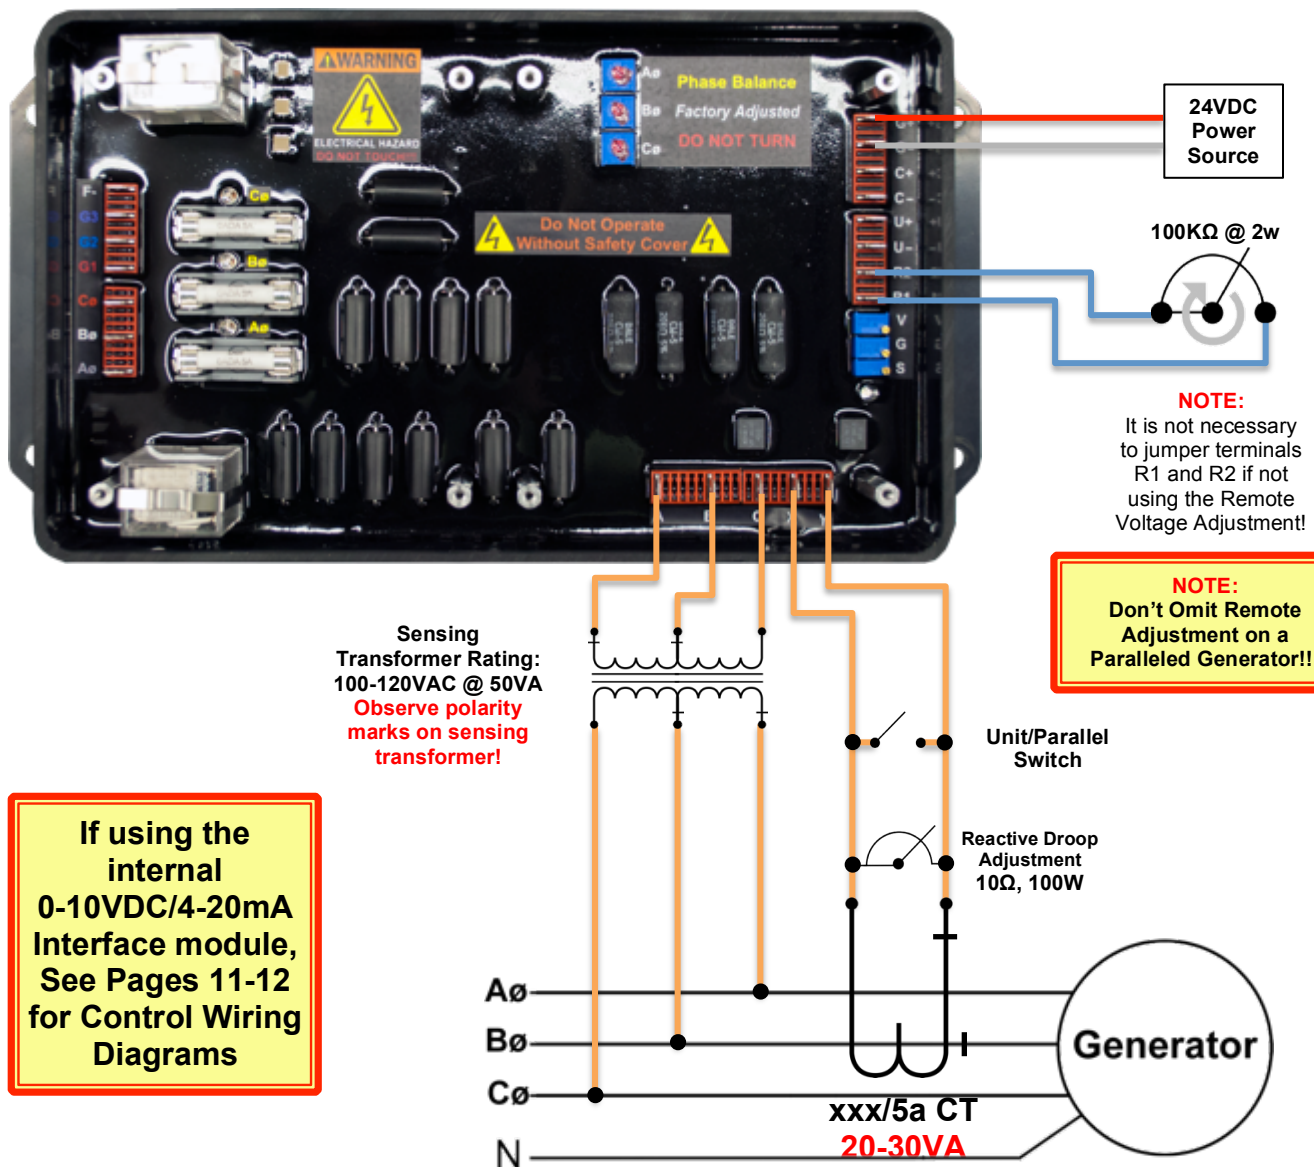 WARNING
ELECTRICAL HAZARD
DO NOT TOUCH!!!
Aø
Bø
Cø
Phase Balance
Factory Adjusted
DO NOT TURN
G+
C+
C-
U+
U-
R2
R1
V
G
S
24VDC
Power
Source
100KΩ @ 2w
F-
G3
G2
G1
Cø
Bø
Aø
Cø
Bø
Aø
Do Not Operate
Without Safety Cover
NOTE:
It is not necessary
to jumper terminals
R1 and R2 if not
using the Remote
Voltage Adjustment!
NOTE:
Don't Omit Remote
Adjustment on a
Paralleled Generator!!
Sensing
Transformer Rating:
100-120VAC @ 50VA
Observe polarity
marks on sensing
transformer!
Unit/Parallel
Switch
Reactive Droop
Adjustment
10Ω, 100W
If using the
internal
0-10VDC/4-20mA
Interface module,
See Pages 11-12
for Control Wiring
Diagrams
Aø
Bø
Cø
N
Generator
xxx/5a CT
20-30VA